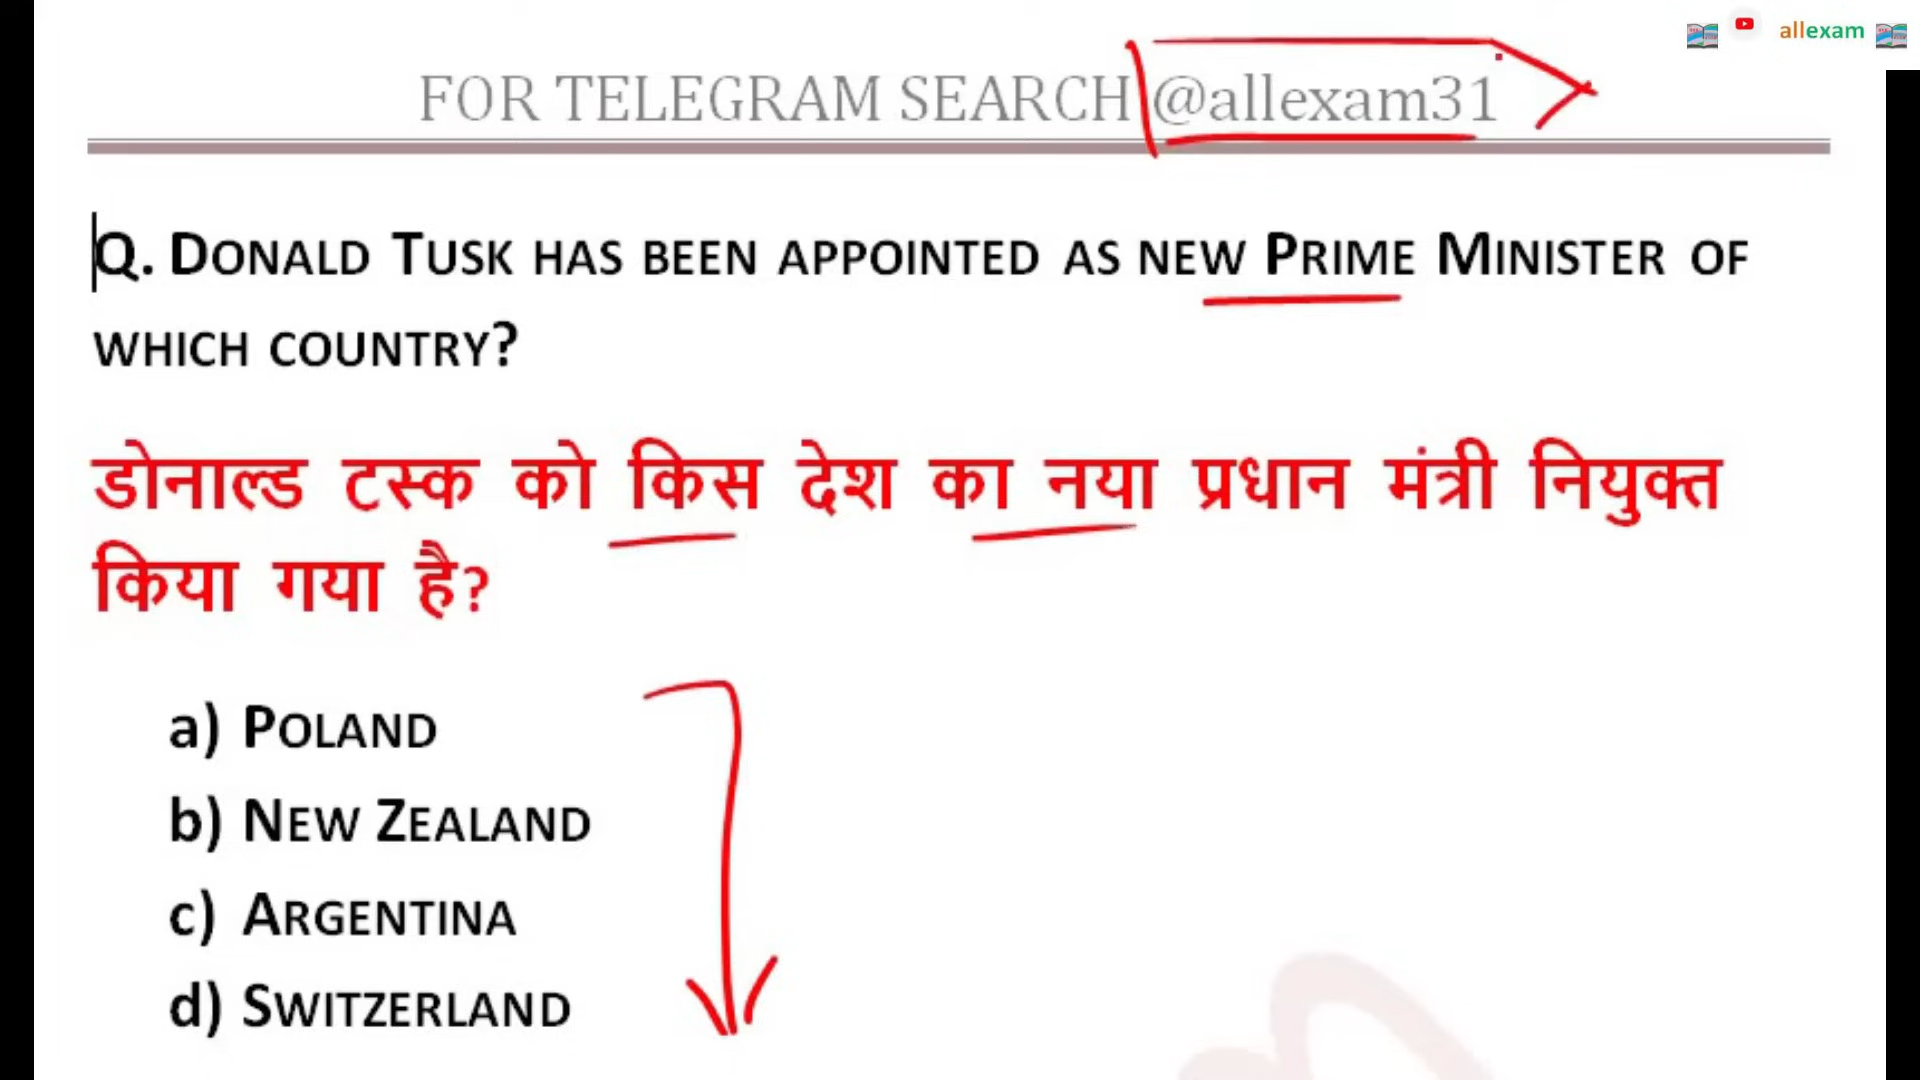 allexam
FOR TELEGRAM SEARCH @allexam31
Q. DONALD TUSK HAS BEEN APPOINTED AS NEW PRIME MINISTER OF
WHICH COUNTRY?
डोनाल्ड टस्क को किस देश का नया प्रधान मंत्री नियुक्त
किया गया है?
a) POLAND
b) NEW ZEALAND
c) ARGENTINA
d) SWITZERLAND